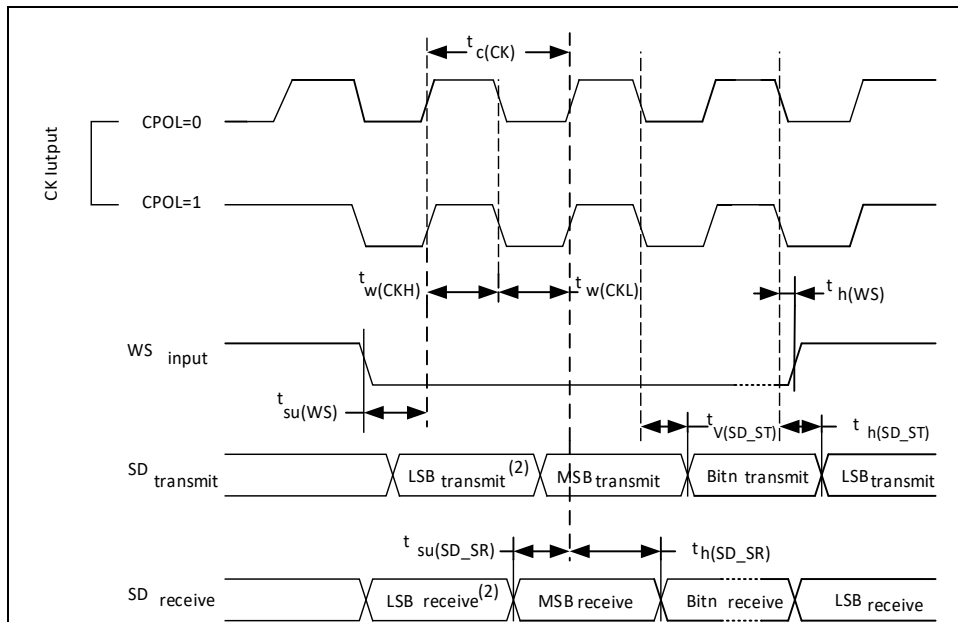 t c(CK)
CK Iutput
CPOL=0
CPOL=1
t w(CKH)
t w(CKL)
t h(WS)
WS input
t su(WS)
t V(SD_ST)
t h(SD_ST)
SD transmit
LSB transmit (2)
MSB transmit
Bitn transmit
LSB transmit
t su(SD_SR)
t h(SD_SR)
SD receive
LSB receive (2)
MSB receive
Bitn receive
LSB receive